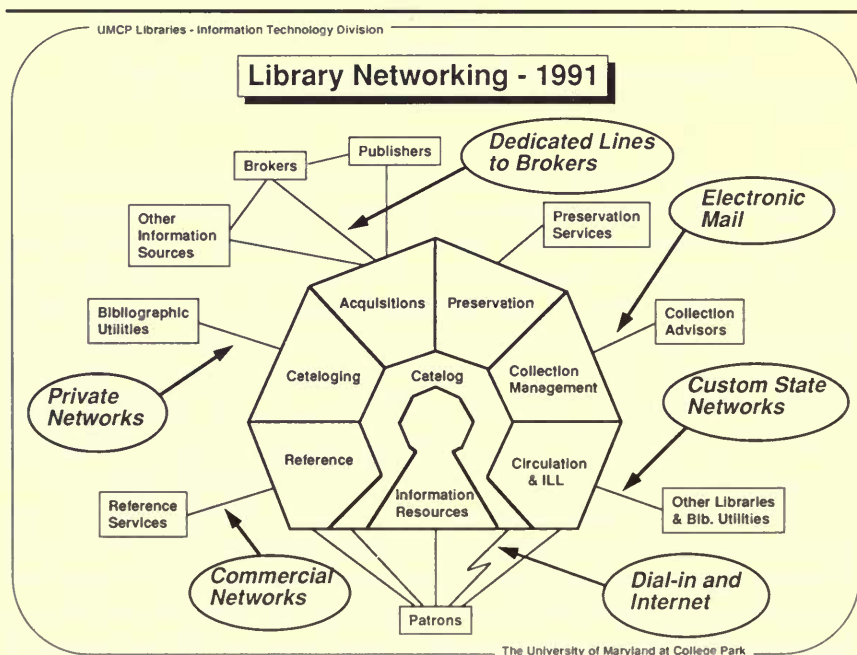 UMCP Libraries - Information Technology Division
Library Networking - 1991
Dedicated Lines
to Brokers
Publishers
Brokers
Electronic
Mail
Other
Information
Sources
Preservation
Services
Acquisitions
Preservation
Bibliographic
Utilities
Collection
Advisors
Cateloging
Catalog
Collection
Management
Private
Networks
Custom State
Networks
Reference
Circulation
& ILL
Information
Resources
Reference
Services
Other Libraries
& Bib. Utilities
Commercial
Networks
Dial-in and
Internet
Patrons
The University of Maryland at College Park